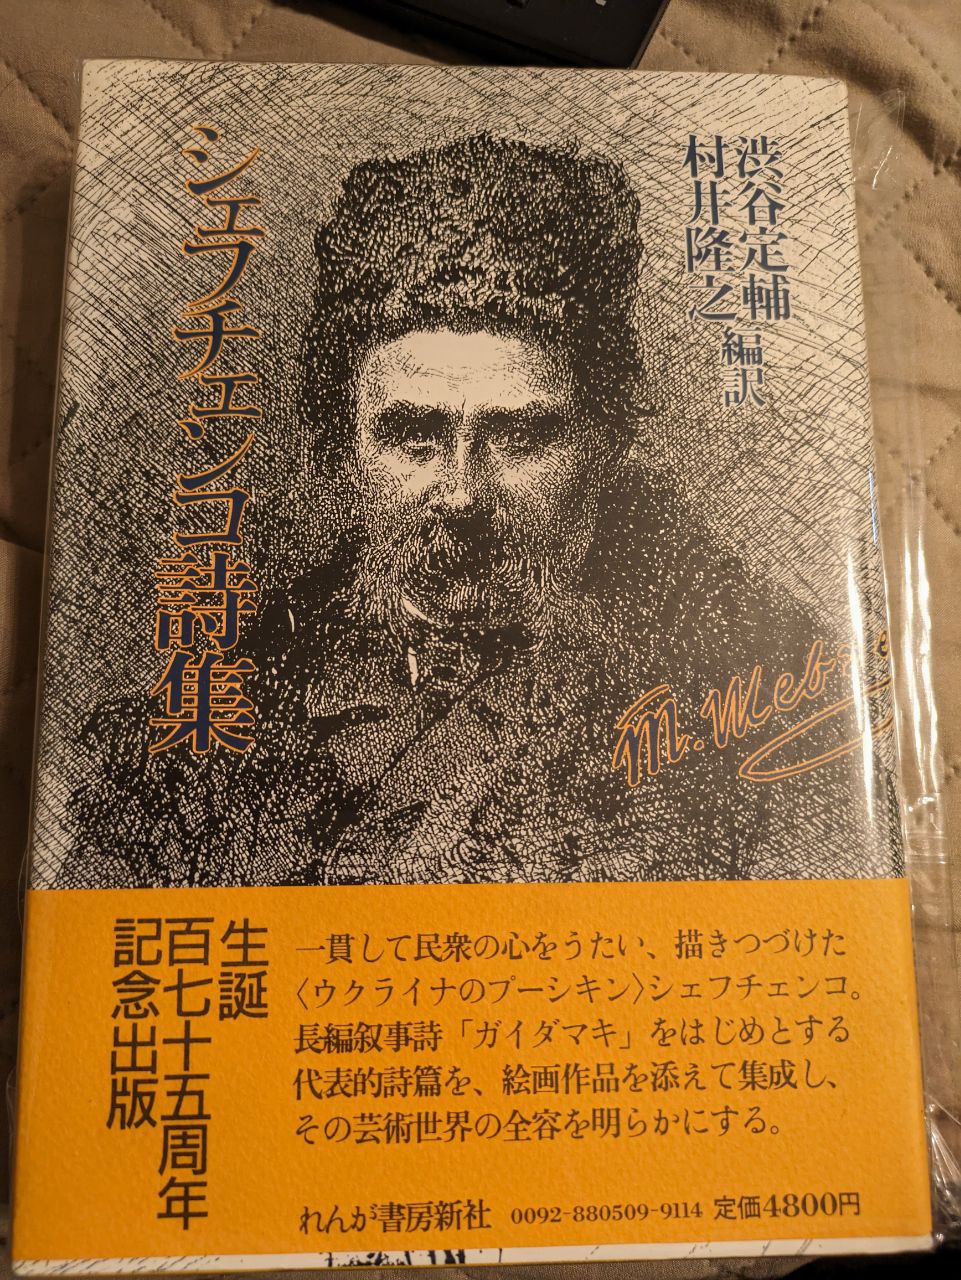 渋谷定輔
村井隆之 編訳
シェフチェンコ詩集
生誕
百七十五周年
記念出版
一貫して民衆の心をうたい、描きつづけた
〈ウクライナのプーシキン〉シェフチェンコ。
長編叙事詩「ガイダマキ」をはじめとする
代表的詩篇を、絵画作品を添えて集成し、
その芸術世界の全容を明らかにする。
れんが書房新社 0092-880509-9114 定価4800円